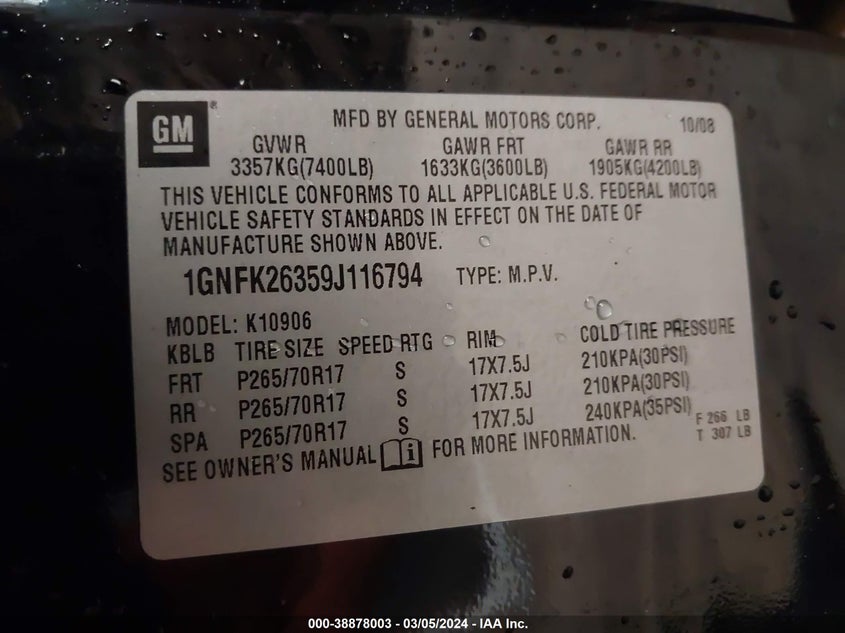 GM® MFD BY GENERAL MOTORS CORP. 10/08
GVWR GAWR FRT GAWR RR
3357KG(7400LB) 1633KG(3600LB) 1905KG(4200LB)
THIS VEHICLE CONFORMS TO ALL APPLICABLE U.S. FEDERAL MOTOR
VEHICLE SAFETY STANDARDS IN EFFECT ON THE DATE OF
MANUFACTURE SHOWN ABOVE.
1GNFK26359J116794 TYPE: M.P.V.
MODEL: K10906
KBLB TIRE SIZE SPEED RTG RIM COLD TIRE PRESSURE
FRT P265/70R17 S 17X7.5J 210KPA(30PSI)
RR P265/70R17 S 17X7.5J 210KPA(30PSI)
SPA P265/70R17 S 17X7.5J 240KPA(35PSI)
F 266 LB
T 307 LB
SEE OWNER'S MANUAL i FOR MORE INFORMATION.
000-38878003 — 03/05/2024 - IAA Inc.